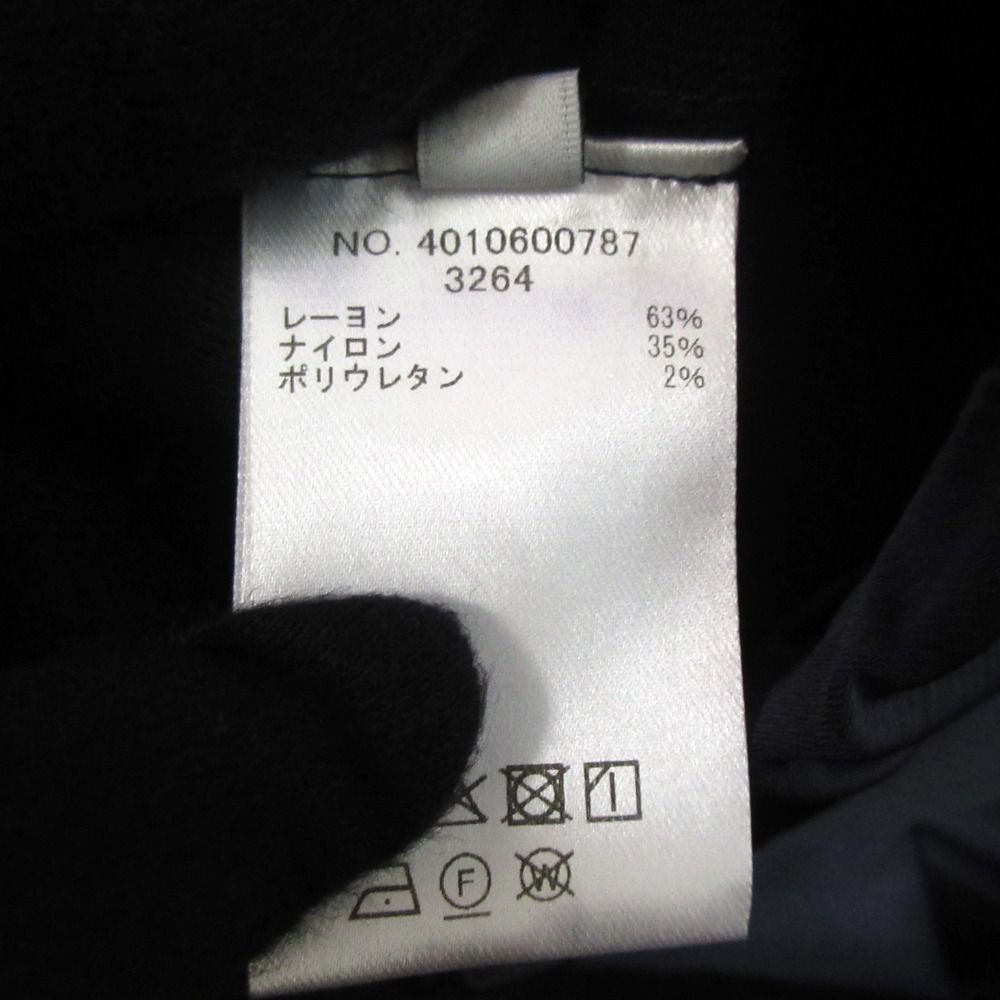 NO. 4010600787
3264
レーヨン 63%
ナイロン 35%
ポリウレタン 2%
F
W